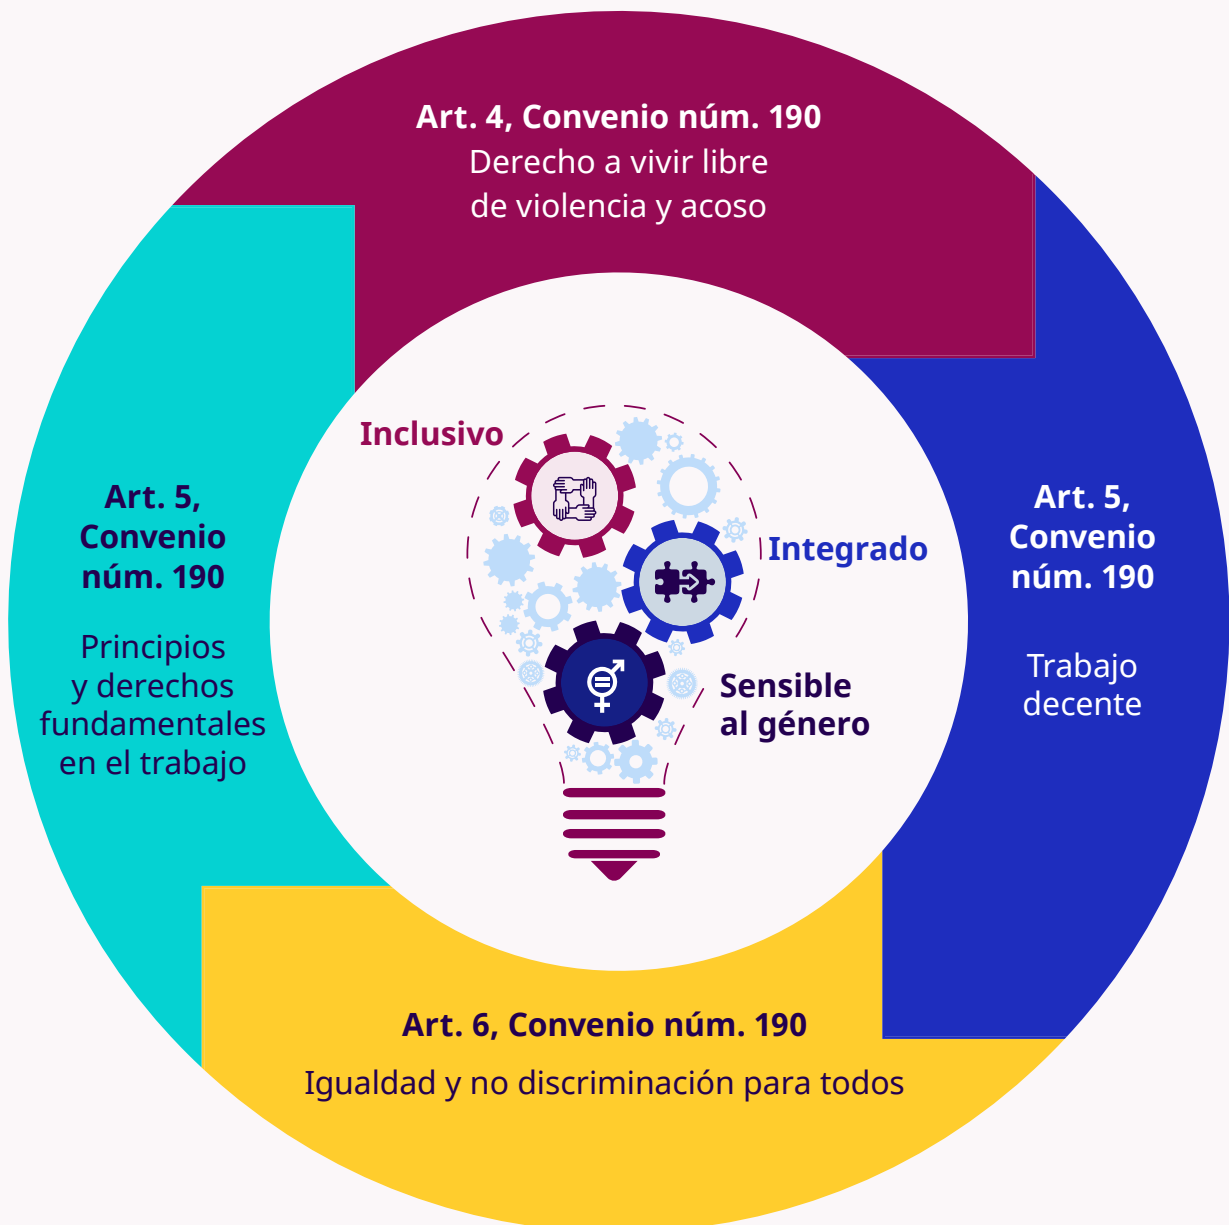 Art. 4, Convenio núm. 190
Derecho a vivir libre
de violencia y acoso
Inclusivo
Integrado
Sensible
al género
Art. 5,
Convenio
núm. 190
Principios
y derechos
fundamentales
en el trabajo
Art. 5,
Convenio
núm. 190
Trabajo
decente
Art. 6, Convenio núm. 190
Igualdad y no discriminación para todos